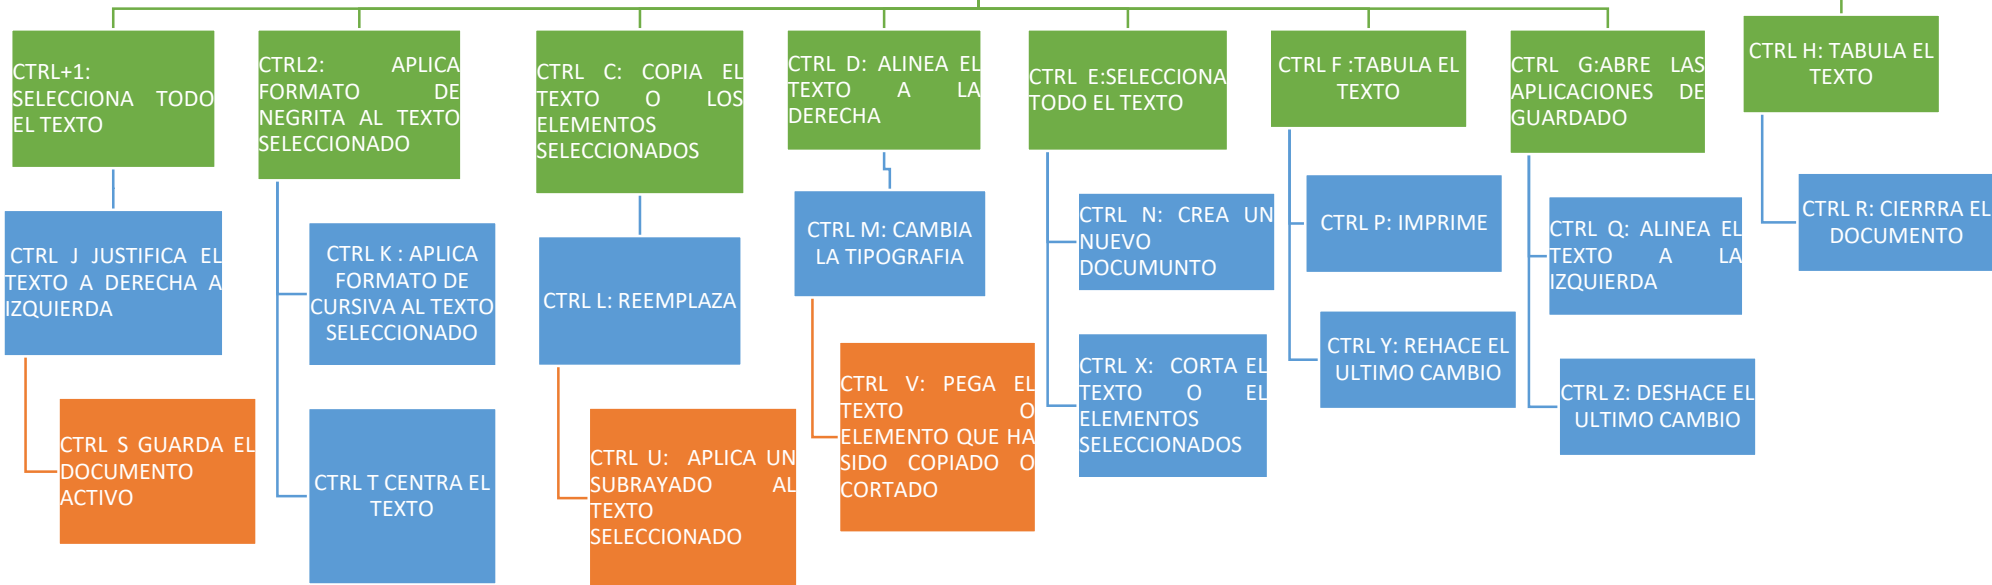 CTRL+1:
SELECCIONA TODO
EL TEXTO
CTRL2: APLICA
FORMATO DE
NEGRITA AL TEXTO
SELECCIONADO
CTRL C: COPIA EL
TEXTO O LOS
ELEMENTOS
SELECCIONADOS
CTRL D: ALINEA EL
TEXTO A LA
DERECHA
CTRL E:SELECCIONA
TODO EL TEXTO
CTRL F :TABULA EL
TEXTO
CTRL G:ABRE LAS
APLICACIONES DE
GUARDADO
CTRL H: TABULA EL
TEXTO
CTRL J JUSTIFICA EL
TEXTO A DERECHA A
IZQUIERDA
CTRL K : APLICA
FORMATO DE
CURSIVA AL TEXTO
SELECCIONADO
CTRL L: REEMPLAZA
CTRL M: CAMBIA
LA TIPOGRAFIA
CTRL N: CREA UN
NUEVO
DOCUMUNTO
CTRL P: IMPRIME
CTRL Q: ALINEA EL
TEXTO A LA
IZQUIERDA
CTRL R: CIERRRA EL
DOCUMENTO
CTRL S GUARDA EL
DOCUMENTO
ACTIVO
CTRL T CENTRA EL
TEXTO
CTRL U: APLICA UN
SUBRAYADO AL
TEXTO
SELECCIONADO
CTRL V: PEGA EL
TEXTO O
ELEMENTO QUE HA
SIDO COPIADO O
CORTADO
CTRL X: CORTA EL
TEXTO O EL
ELEMENTOS
SELECCIONADOS
CTRL Y: REHACE EL
ULTIMO CAMBIO
CTRL Z: DESHACE EL
ULTIMO CAMBIO